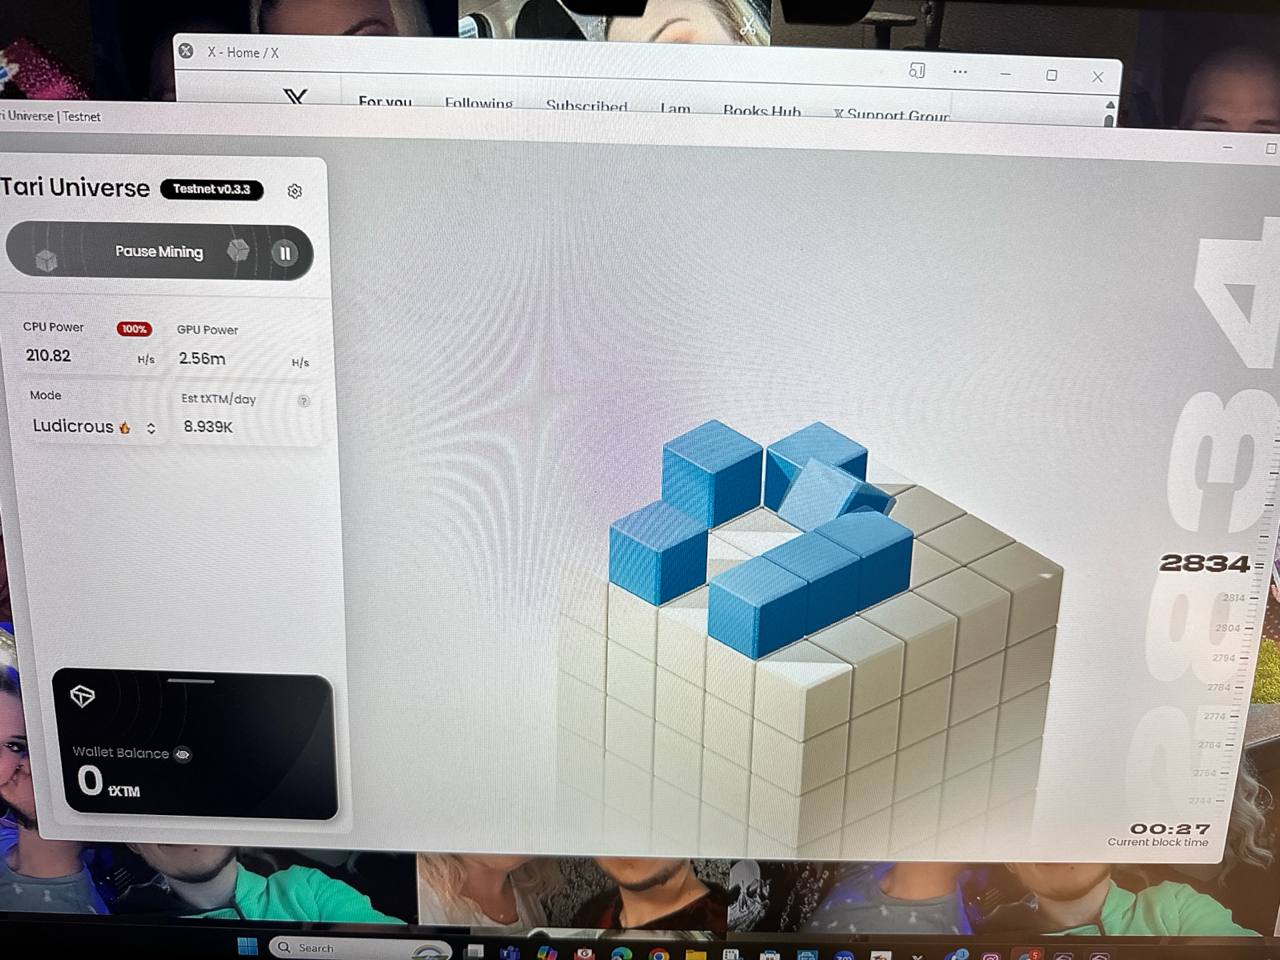 X - Home / X
For you Following Subscribed I am Books Hub X Support Group
ri Universe | Testnet
Tari Universe Testnet v0.3.3
Pause Mining
CPU Power 100% GPU Power
210.82 H/s 2.56m H/s
Mode Est tXTM/day ?
Ludicrous 🔥 8.939K
2834
2834
2814
2804
2794
2784
2774
2764
2754
2744
Wallet Balance
0 tXTM
00:27
Current block time
Search